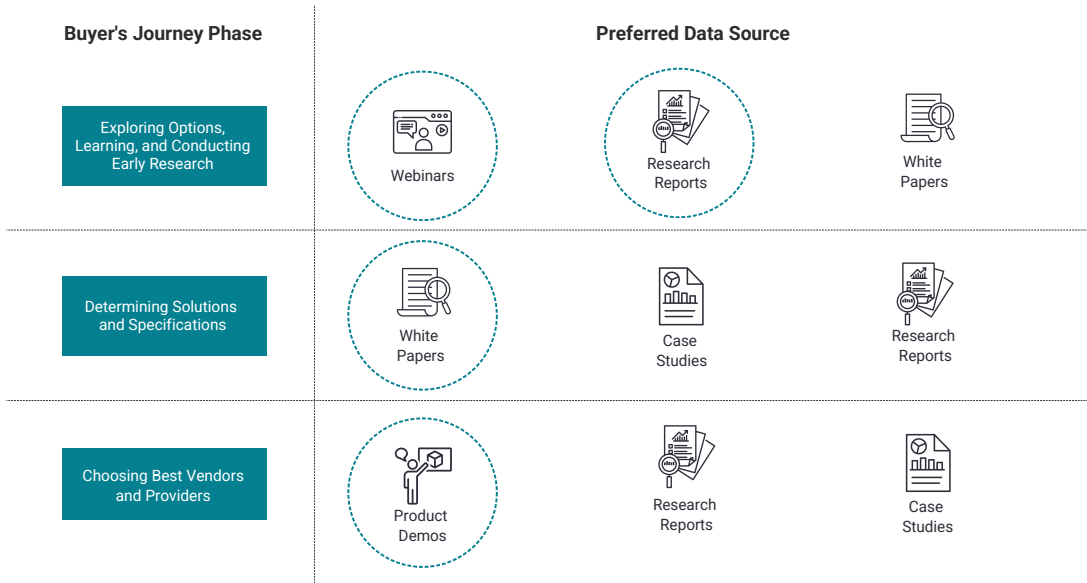 Buyer's Journey Phase
Preferred Data Source
Exploring Options,
Learning, and Conducting
Early Research
Webinars
Research
Reports
White
Papers
Determining Solutions
and Specifications
White
Papers
Case
Studies
Research
Reports
Choosing Best Vendors
and Providers
Product
Demos
Research
Reports
Case
Studies